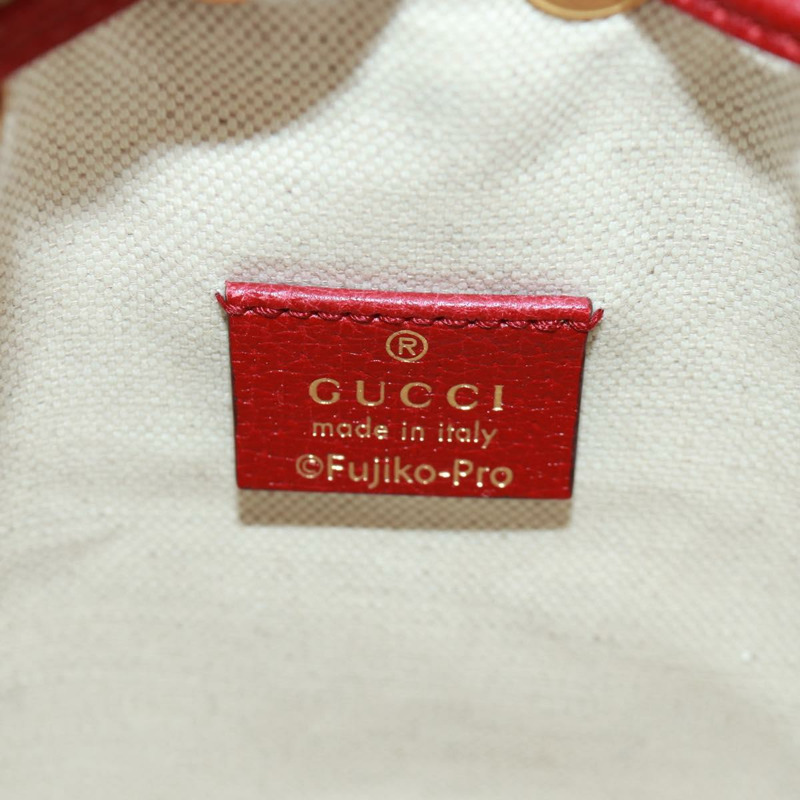 ®
GUCCI
made in italy
©Fujiko-Pro